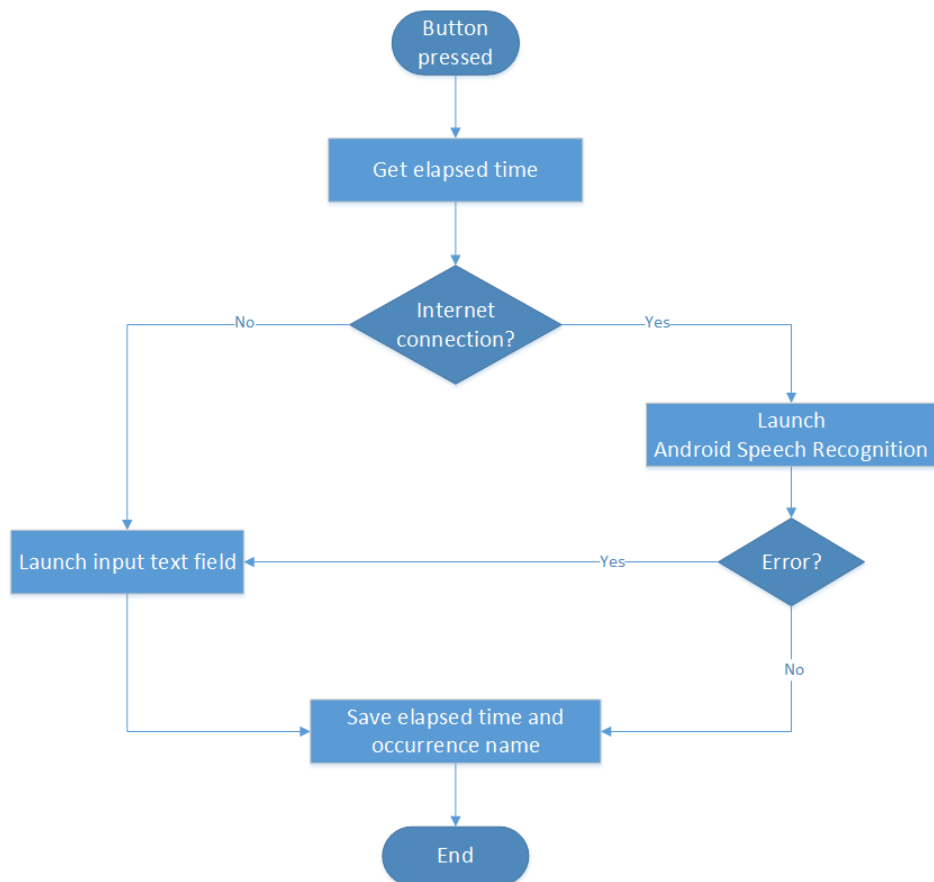 Button
pressed
Get elapsed time
Internet
connection?
No
Yes
Launch
Android Speech Recognition
Launch input text field
Yes
Error?
No
Save elapsed time and
occurrence name
End